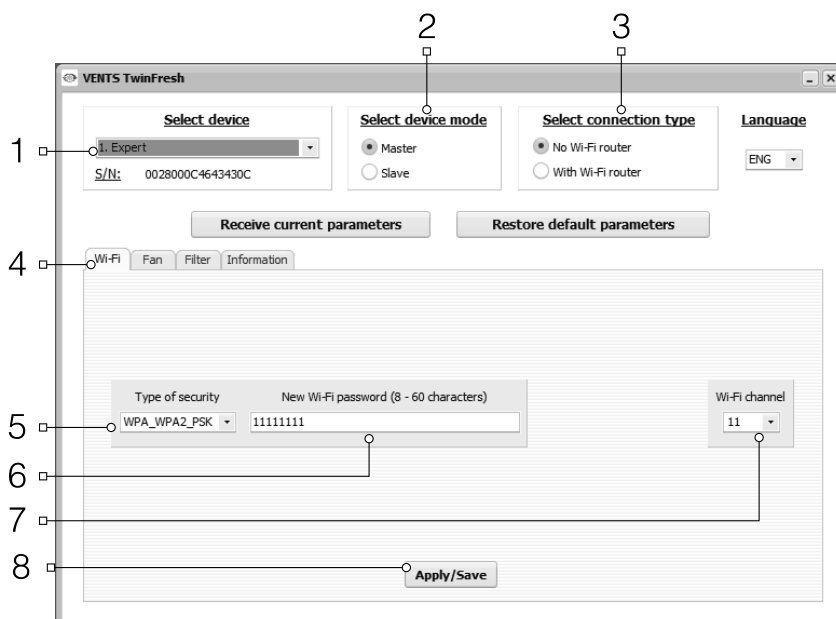 2 3
VENTS TwinFresh
Select device Select device mode Select connection type Language
1 1. Expert Master No Wi-Fi router ENG
S/N: 0028000C4643430C Slave With Wi-Fi router
Receive current parameters Restore default parameters
4 Wi-Fi Fan Filter Information
Type of security New Wi-Fi password (8 - 60 characters) Wi-Fi channel
5 WPA_WPA2_PSK 11111111 11
6
7
8 Apply/Save